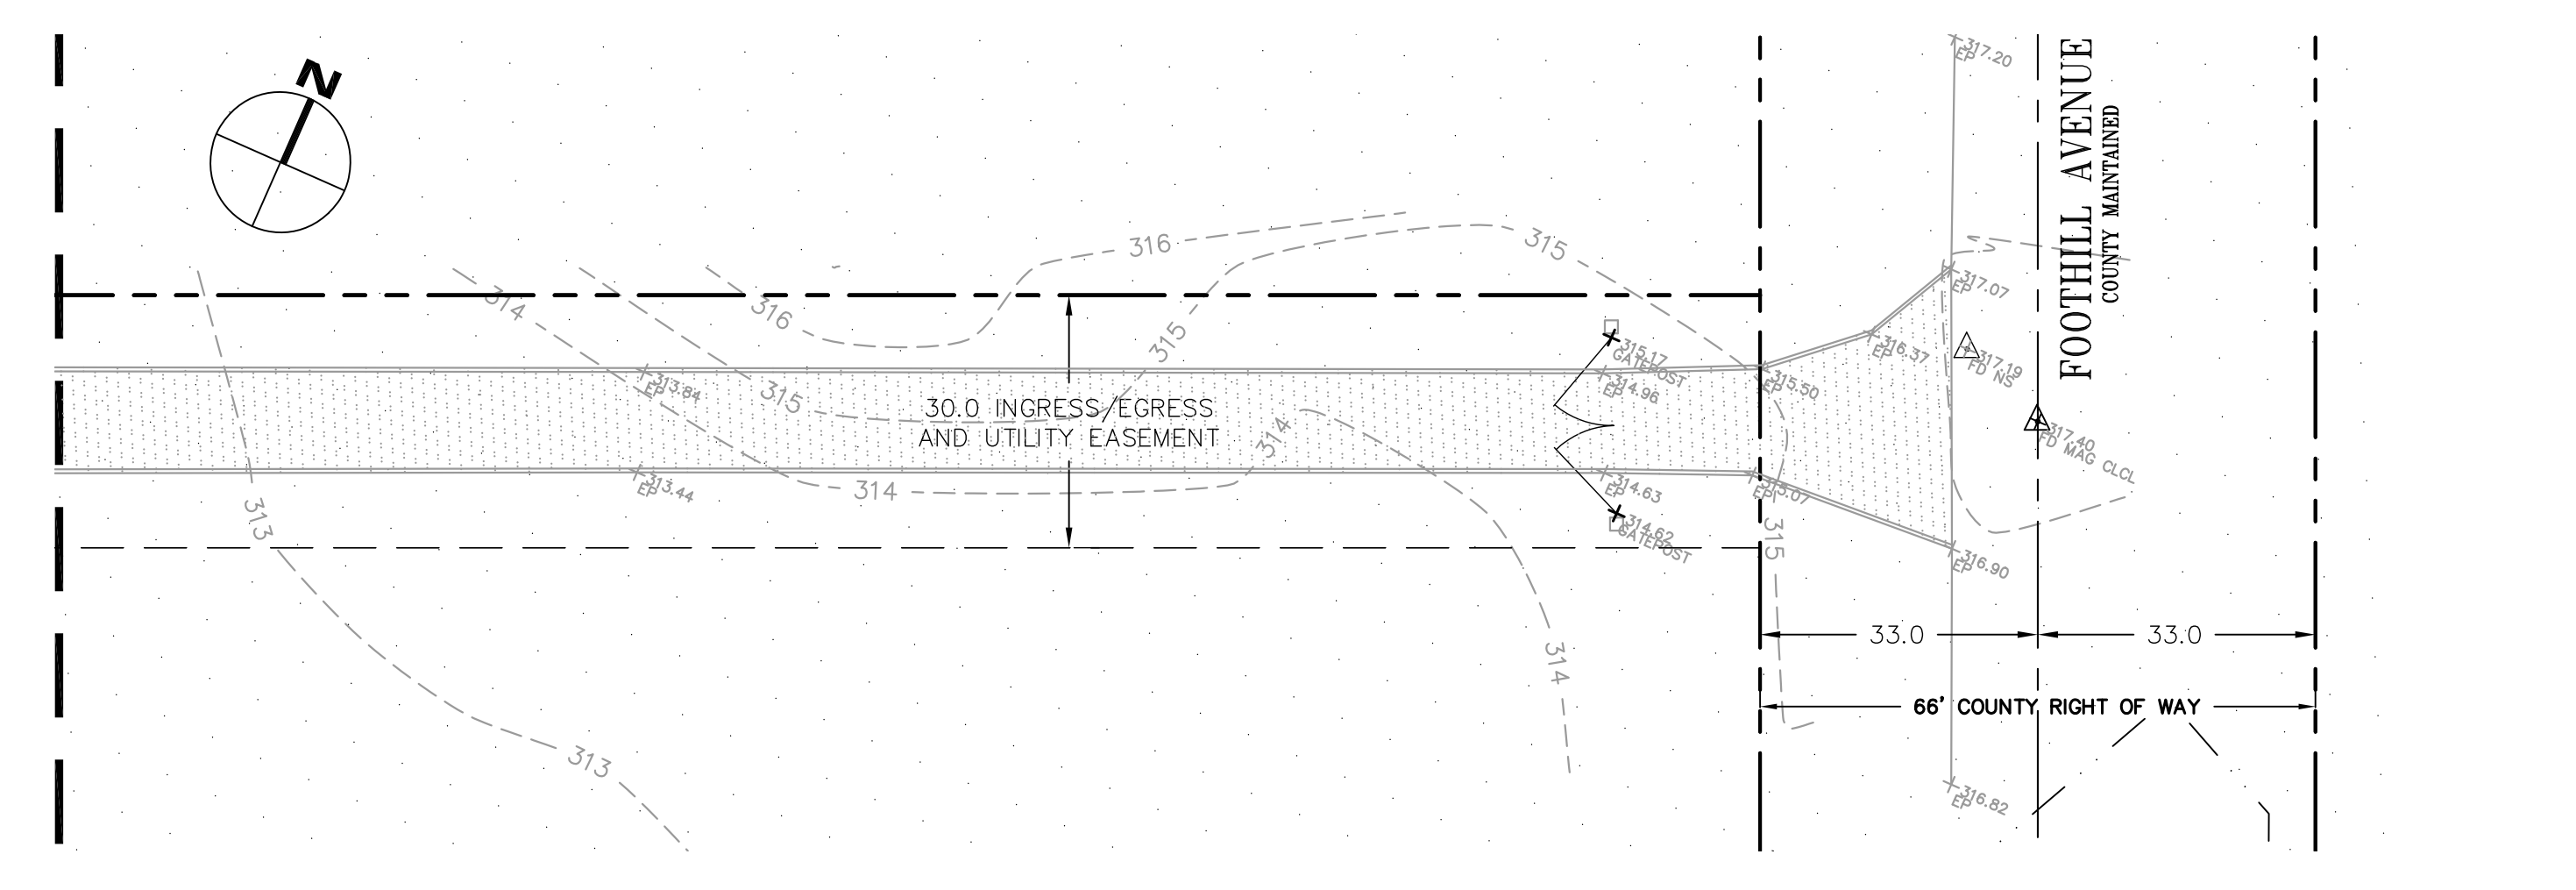 317.20
EP
N
FOOTHILL AVENUE
COUNTY MAINTAINED
316
315
314
316
317.07
EP
315
316.37
EP
317.19
FD NS
315.17
GATEPOST
313.84
EP
315
314.96
EP
315.50
EP
30.0 INGRESS/EGRESS
AND UTILITY EASEMENT
314
317.40
FD MAG CLCL
313.44
EP
314
314.63
EP
315.07
EP
313
314.62
GATEPOST
315
316.90
EP
33.0
33.0
314
66' COUNTY RIGHT OF WAY
313
316.82
EP